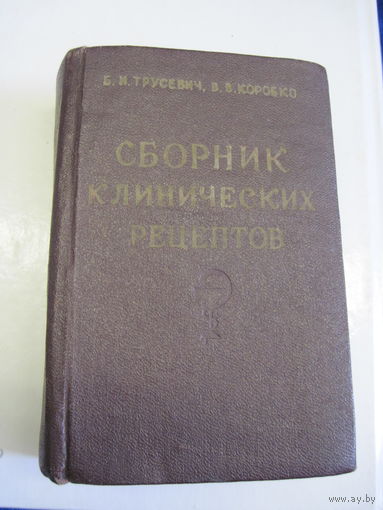 Б. И. ТРУСЕВИЧ, В. В. КОРОБКО
СБОРНИК
КЛИНИЧЕСКИХ
РЕЦЕПТОВ
www.ay.by